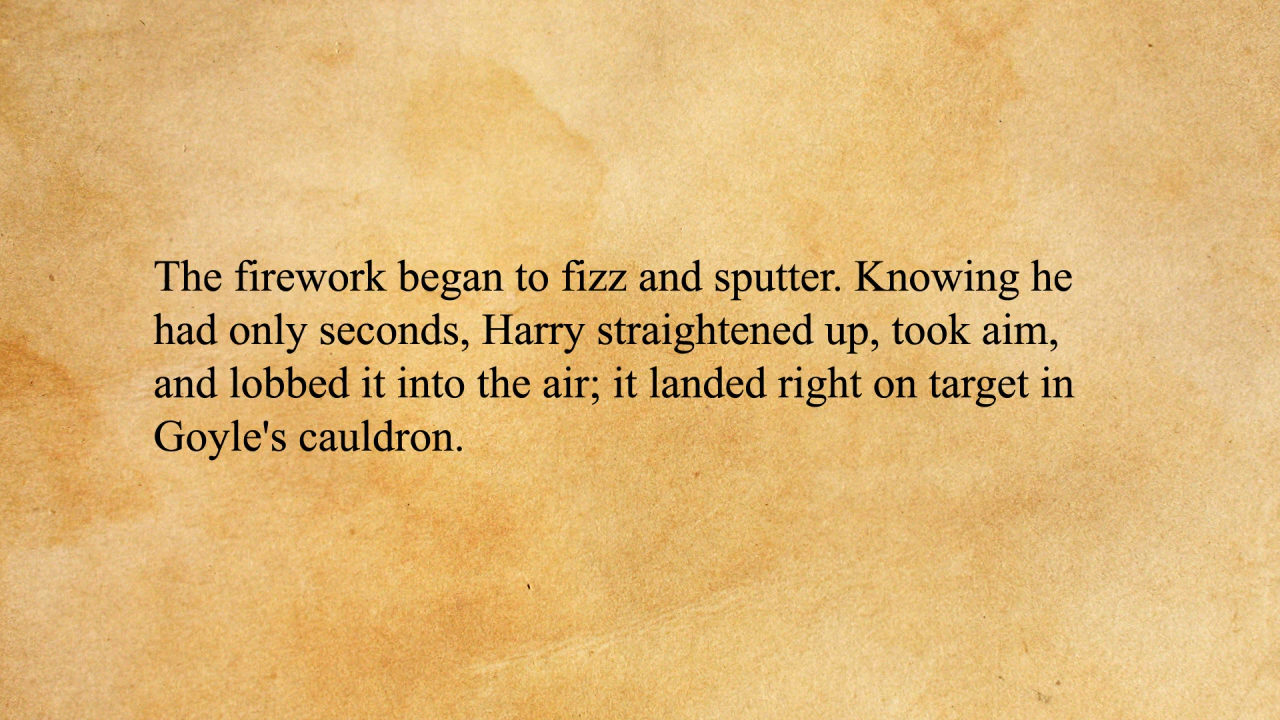 The firework began to fizz and sputter. Knowing he
had only seconds, Harry straightened up, took aim,
and lobbed it into the air; it landed right on target in
Goyle's cauldron.